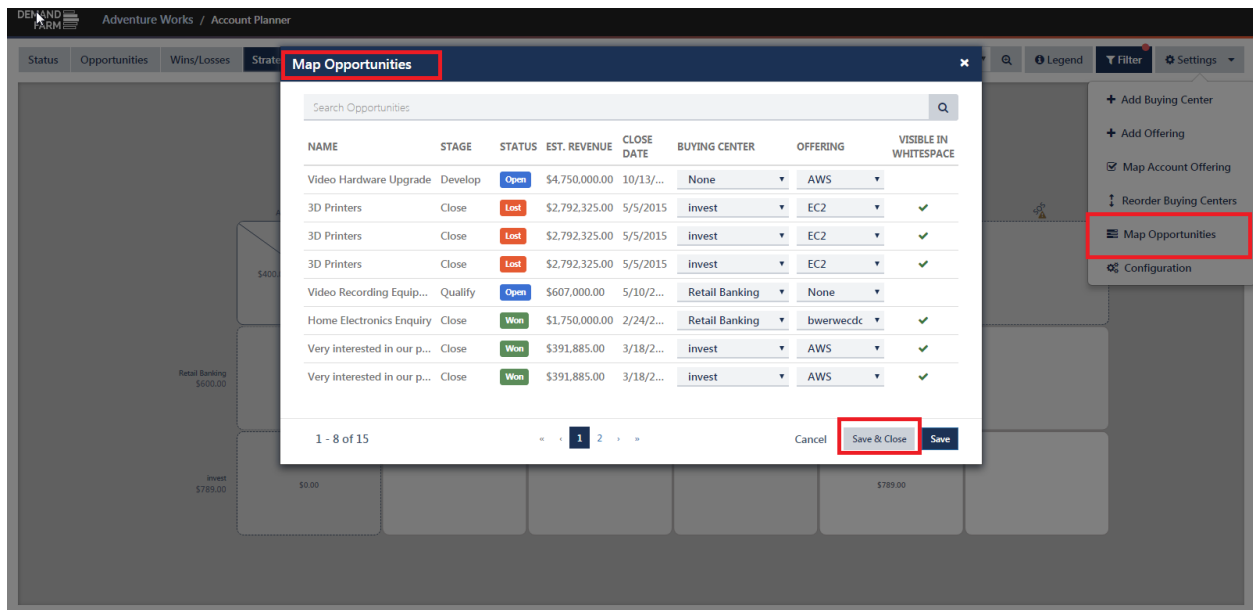 DEMAND
FARM
Adventure Works / Account Planner
Status Opportunities Wins/Losses Strate
Legend Filter Settings
Map Opportunities
Search Opportunities
NAME STAGE STATUS EST. REVENUE CLOSE DATE BUYING CENTER OFFERING VISIBLE IN WHITESPACE
Video Hardware Upgrade Develop Open $4,750,000.00 10/13/... None AWS
3D Printers Close Lost $2,792,325.00 5/5/2015 invest EC2
3D Printers Close Lost $2,792,325.00 5/5/2015 invest EC2
3D Printers Close Lost $2,792,325.00 5/5/2015 invest EC2
Video Recording Equip... Qualify Open $607,000.00 5/10/2... Retail Banking None
Home Electronics Enquiry Close Won $1,750,000.00 2/24/2... Retail Banking bwerwecdc
Very interested in our p... Close Won $391,885.00 3/18/2... invest AWS
Very interested in our p... Close Won $391,885.00 3/18/2... invest AWS
1 - 8 of 15 « ‹ 1 2 › » Cancel Save & Close Save
Add Buying Center
Add Offering
Map Account Offering
Reorder Buying Centers
Map Opportunities
Configuration
$400.
Retail Banking
$600.00
Invest
$789.00
$0.00
$789.00